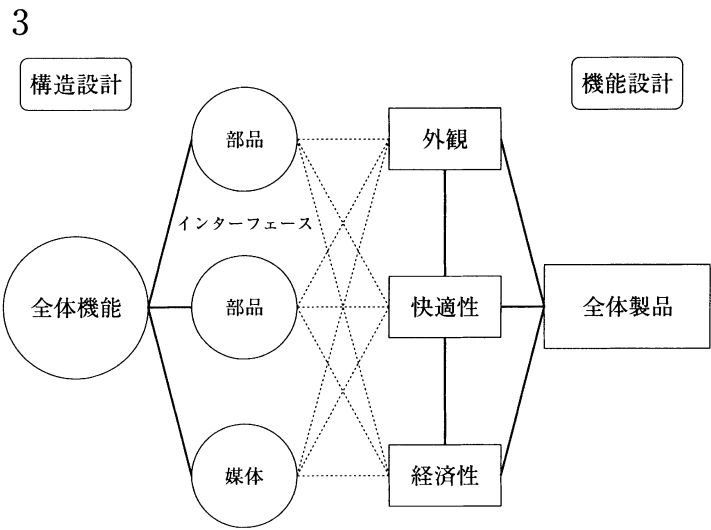 3
構造設計
機能設計
部品
外観
インターフェース
全体機能
部品
快適性
全体製品
媒体
経済性